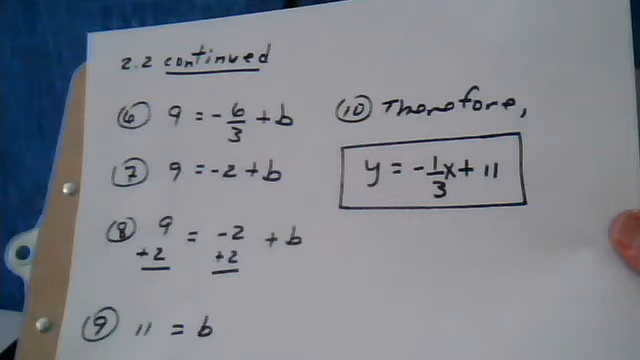 2.2 continued
⑥ 9 = -6/3 + b
⑦ 9 = -2 + b
⑧ 9 = -2 + b
+2 +2
⑨ 11 = b
⑩ Therefore,
y = -1/3x + 11